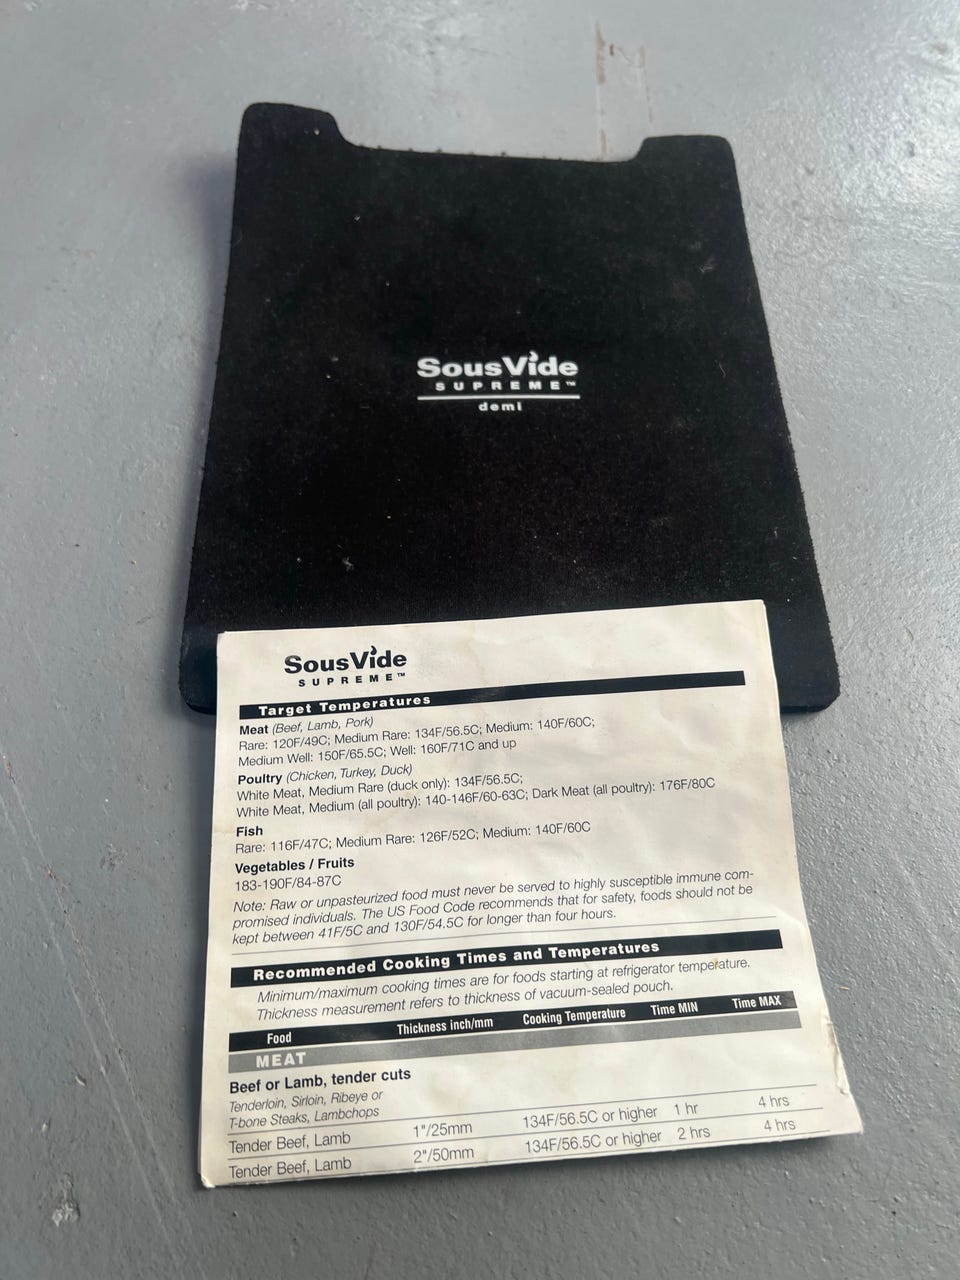 SousVide
SUPREME™
demi
SousVide
SUPREME™
Target Temperatures
Meat (Beef, Lamb, Pork)
Rare: 120F/49C; Medium Rare: 134F/56.5C; Medium: 140F/60C;
Medium Well: 150F/65.5C; Well: 160F/71C and up
Poultry (Chicken, Turkey, Duck)
White Meat, Medium Rare (duck only): 134F/56.5C;
White Meat, Medium (all poultry): 140-146F/60-63C; Dark Meat (all poultry): 176F/80C
Fish
Rare: 116F/47C; Medium Rare: 126F/52C; Medium: 140F/60C
Vegetables / Fruits
183-190F/84-87C
Note: Raw or unpasteurized food must never be served to highly susceptible immune com-
promised individuals. The US Food Code recommends that for safety, foods should not be
kept between 41F/5C and 130F/54.5C for longer than four hours.
Recommended Cooking Times and Temperatures
Minimum/maximum cooking times are for foods starting at refrigerator temperature.
Thickness measurement refers to thickness of vacuum-sealed pouch.
Food Thickness inch/mm Cooking Temperature Time MIN Time MAX
MEAT
Beef or Lamb, tender cuts
Tenderloin, Sirloin, Ribeye or
T-bone Steaks, Lambchops
Tender Beef, Lamb 1"/25mm 134F/56.5C or higher 1 hr 4 hrs
Tender Beef, Lamb 2"/50mm 134F/56.5C or higher 2 hrs 4 hrs